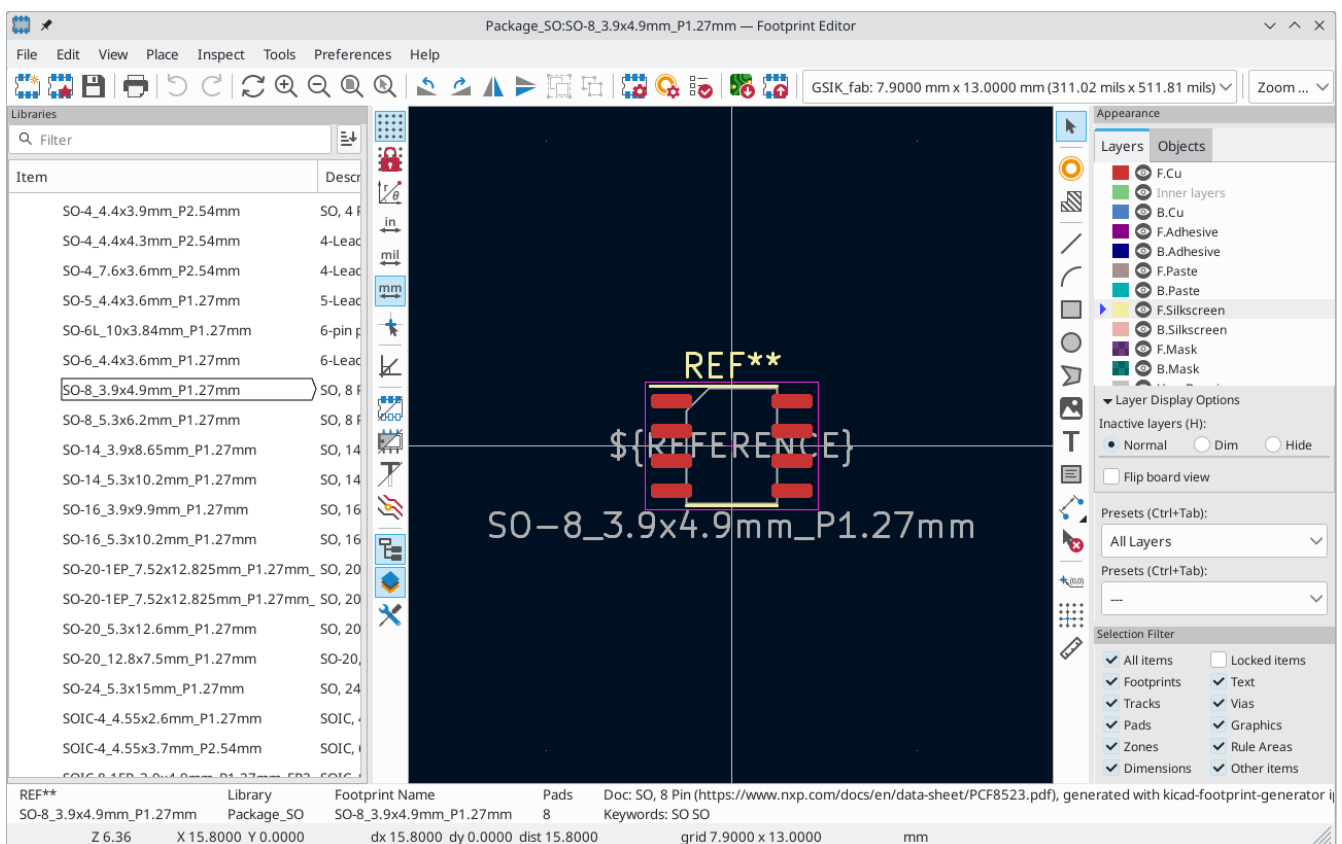 Package_SO:SO-8_3.9x4.9mm_P1.27mm — Footprint Editor
File Edit View Place Inspect Tools Preferences Help
GSIK_fab: 7.9000 mm x 13.0000 mm (311.02 mils x 511.81 mils)
Zoom ...
Libraries
Filter
Item Descr
SO-4_4.4x3.9mm_P2.54mm SO, 4 P
SO-4_4.4x4.3mm_P2.54mm 4-Lead
SO-4_7.6x3.6mm_P2.54mm 4-Lead
SO-5_4.4x3.6mm_P1.27mm 5-Lead
SO-6L_10x3.84mm_P1.27mm 6-pin p
SO-6_4.4x3.6mm_P1.27mm 6-Lead
SO-8_3.9x4.9mm_P1.27mm SO, 8 P
SO-8_5.3x6.2mm_P1.27mm SO, 8 P
SO-14_3.9x8.65mm_P1.27mm SO, 14
SO-14_5.3x10.2mm_P1.27mm SO, 14
SO-16_3.9x9.9mm_P1.27mm SO, 16
SO-16_5.3x10.2mm_P1.27mm SO, 16
SO-20-1EP_7.52x12.825mm_P1.27mm_ SO, 20
SO-20-1EP_7.52x12.825mm_P1.27mm_ SO, 20
SO-20_5.3x12.6mm_P1.27mm SO, 20
SO-20_12.8x7.5mm_P1.27mm SO-20,
SO-24_5.3x15mm_P1.27mm SO, 24
SOIC-4_4.55x2.6mm_P1.27mm SOIC,
SOIC-4_4.55x3.7mm_P2.54mm SOIC,
in
mil
mm
REF**
${REFERENCE}
SO-8_3.9x4.9mm_P1.27mm
T
(0,0)
Appearance
Layers Objects
F.Cu
Inner layers
B.Cu
F.Adhesive
B.Adhesive
F.Paste
B.Paste
F.Silkscreen
B.Silkscreen
F.Mask
B.Mask
Layer Display Options
Inactive layers (H):
Normal Dim Hide
Flip board view
Presets (Ctrl+Tab):
All Layers
Presets (Ctrl+Tab):
---
Selection Filter
All items Locked items
Footprints Text
Tracks Vias
Pads Graphics
Zones Rule Areas
Dimensions Other items
REF** Library Footprint Name Pads Doc: SO, 8 Pin (https://www.nxp.com/docs/en/data-sheet/PCF8523.pdf), generated with kicad-footprint-generator
SO-8_3.9x4.9mm_P1.27mm Package_SO SO-8_3.9x4.9mm_P1.27mm 8 Keywords: SO SO
Z 6.36 X 15.8000 Y 0.0000 dx 15.8000 dy 0.0000 dist 15.8000 grid 7.9000 x 13.0000 mm